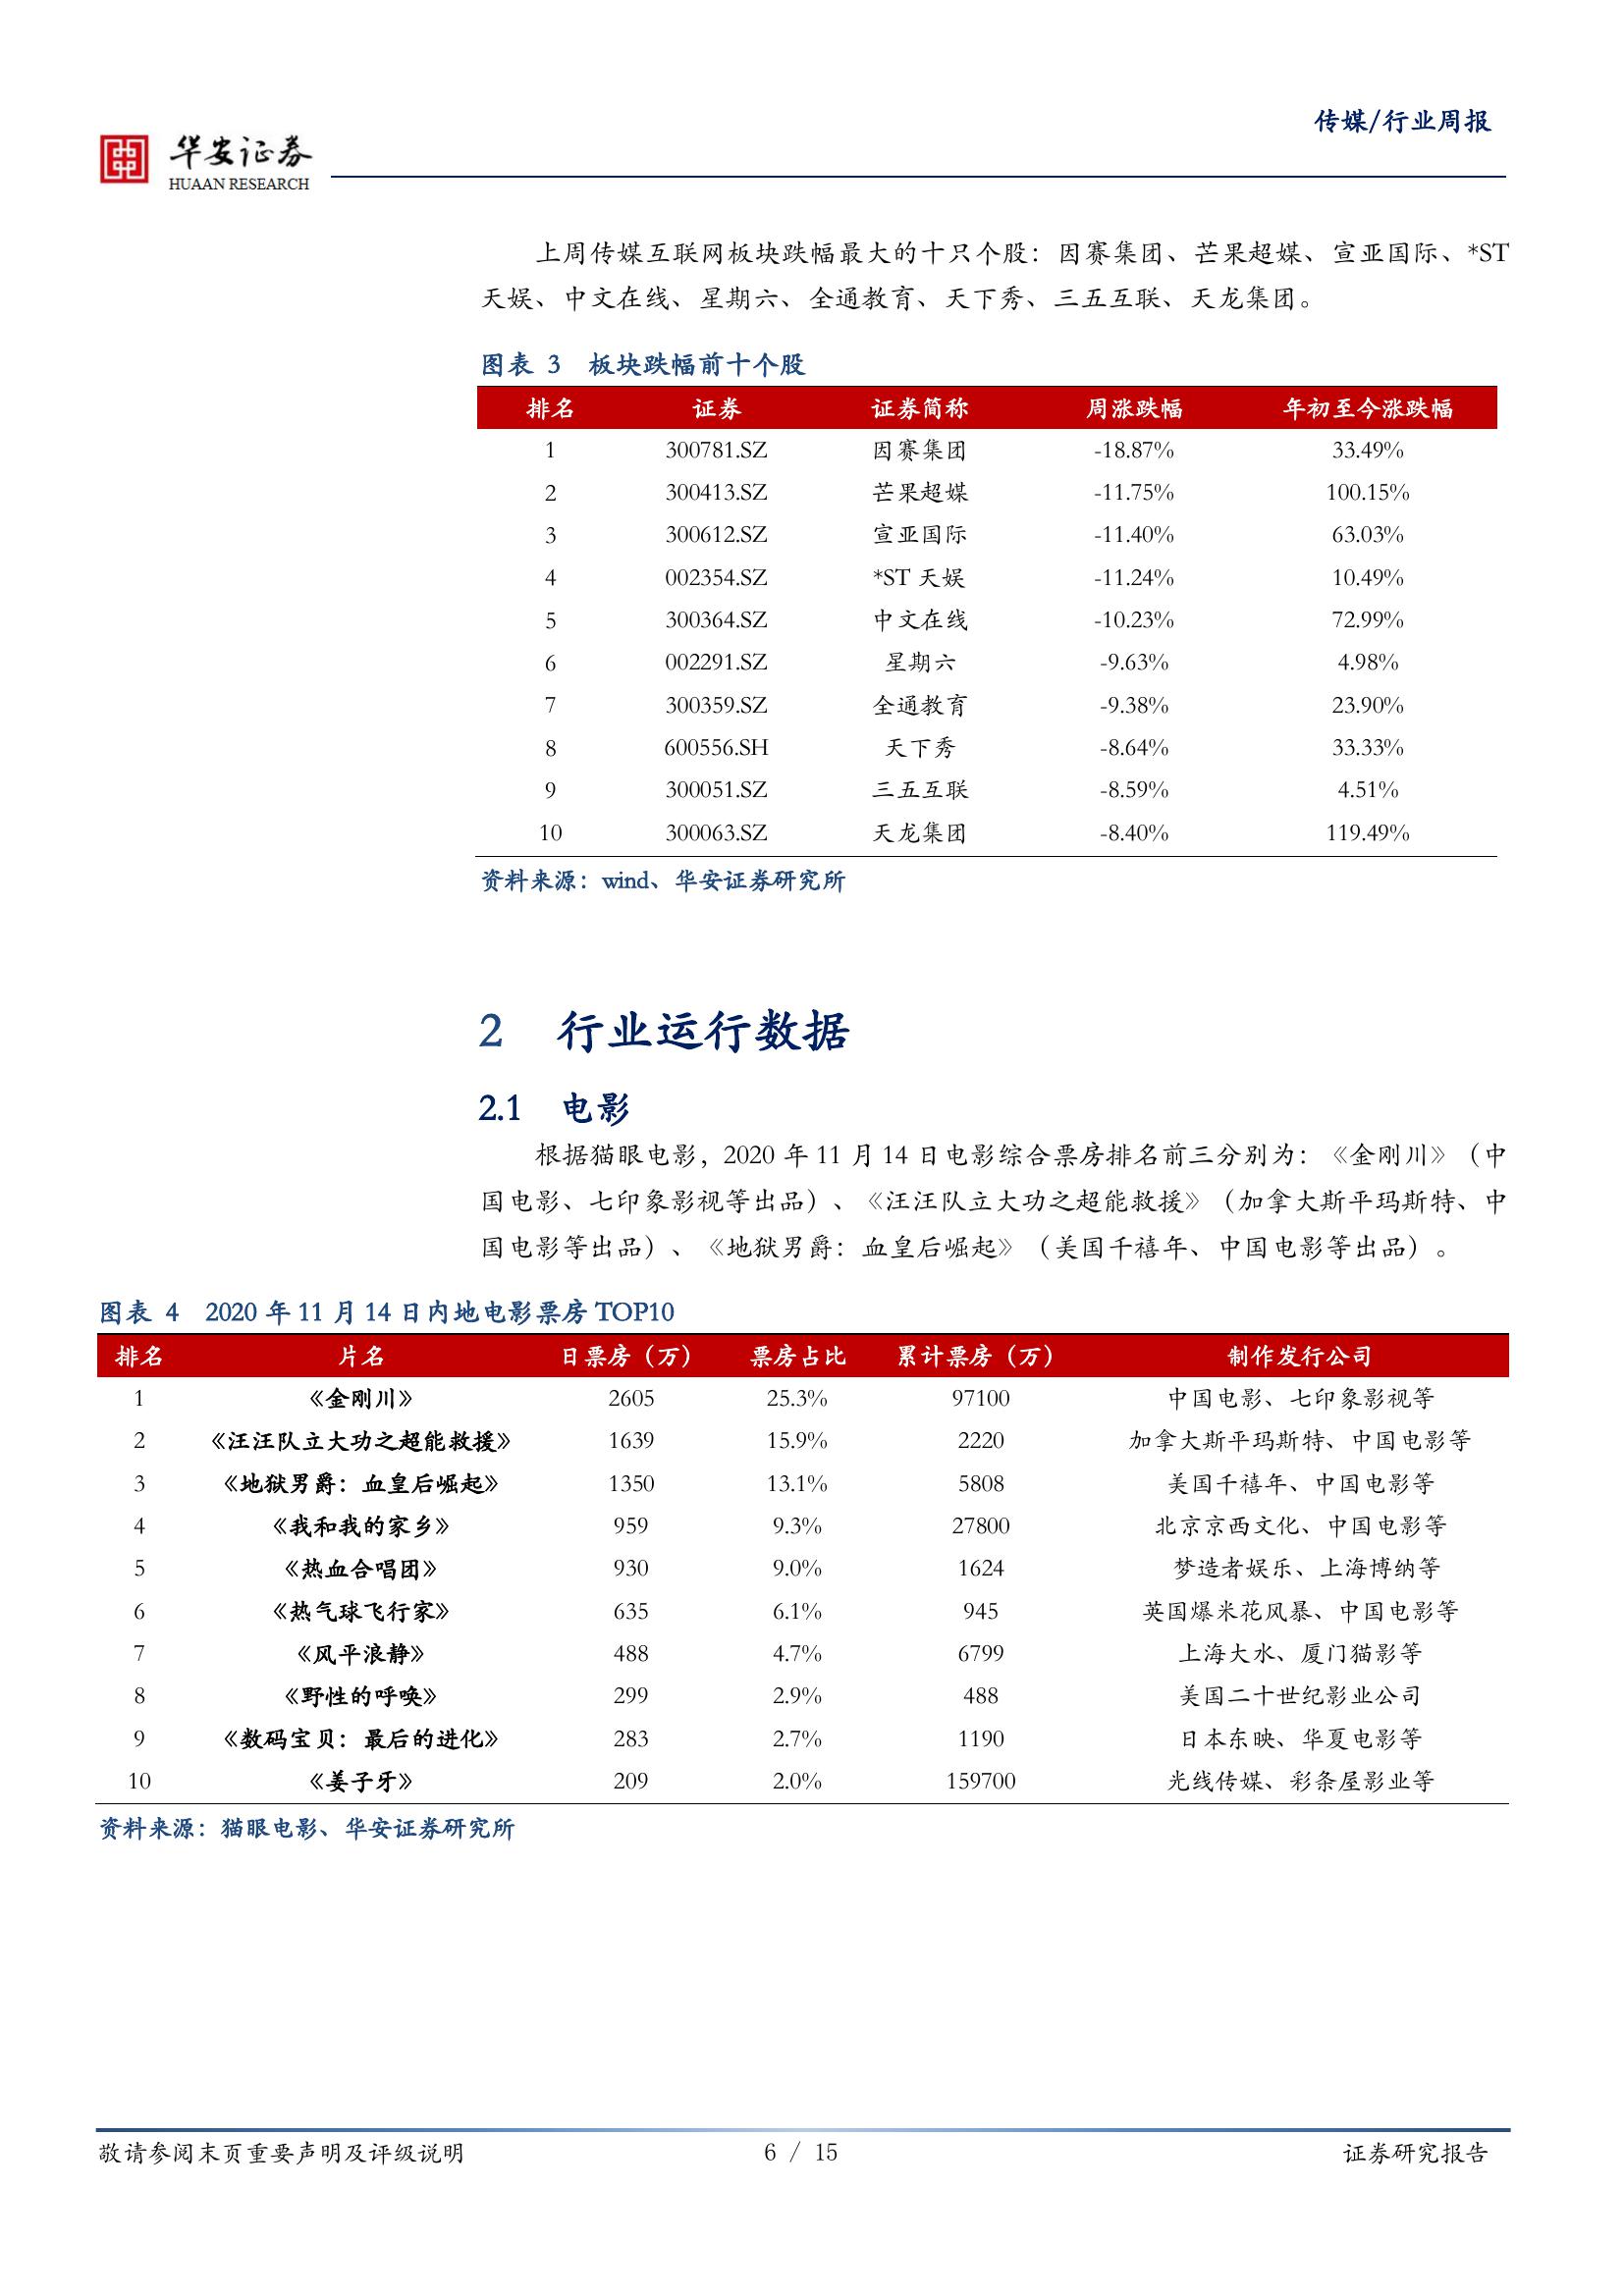 传媒/行业周报
华安证券
HUAAN RESEARCH
上周传媒互联网板块跌幅最大的十只个股：因赛集团、芒果超媒、宣亚国际、*ST
天娱、中文在线、星期六、全通教育、天下秀、三五互联、天龙集团。
图表 3 板块跌幅前十个股
排名 证券 证券简称 周涨跌幅 年初至今涨跌幅
1 300781.SZ 因赛集团 -18.87% 33.49%
2 300413.SZ 芒果超媒 -11.75% 100.15%
3 300612.SZ 宣亚国际 -11.40% 63.03%
4 002354.SZ *ST 天娱 -11.24% 10.49%
5 300364.SZ 中文在线 -10.23% 72.99%
6 002291.SZ 星期六 -9.63% 4.98%
7 300359.SZ 全通教育 -9.38% 23.90%
8 600556.SH 天下秀 -8.64% 33.33%
9 300051.SZ 三五互联 -8.59% 4.51%
10 300063.SZ 天龙集团 -8.40% 119.49%
资料来源：wind、华安证券研究所
2 行业运行数据
2.1 电影
根据猫眼电影，2020 年 11 月 14 日电影综合票房排名前三分别为：《金刚川》（中
国电影、七印象影视等出品）、《汪汪队立大功之超能救援》（加拿大斯平玛斯特、中
国电影等出品）、《地狱男爵：血皇后崛起》（美国千禧年、中国电影等出品）。
图表 4 2020 年 11 月 14 日内地电影票房 TOP10
排名 片名 日票房（万） 票房占比 累计票房（万） 制作发行公司
1 《金刚川》 2605 25.3% 97100 中国电影、七印象影视等
2 《汪汪队立大功之超能救援》 1639 15.9% 2220 加拿大斯平玛斯特、中国电影等
3 《地狱男爵：血皇后崛起》 1350 13.1% 5808 美国千禧年、中国电影等
4 《我和我的家乡》 959 9.3% 27800 北京京西文化、中国电影等
5 《热血合唱团》 930 9.0% 1624 梦造者娱乐、上海博纳等
6 《热气球飞行家》 635 6.1% 945 英国爆米花风暴、中国电影等
7 《风平浪静》 488 4.7% 6799 上海大水、厦门猫影等
8 《野性的呼唤》 299 2.9% 488 美国二十世纪影业公司
9 《数码宝贝：最后的进化》 283 2.7% 1190 日本东映、华夏电影等
10 《姜子牙》 209 2.0% 159700 光线传媒、彩条屋影业等
资料来源：猫眼电影、华安证券研究所
敬请参阅末页重要声明及评级说明 6 / 15 证券研究报告